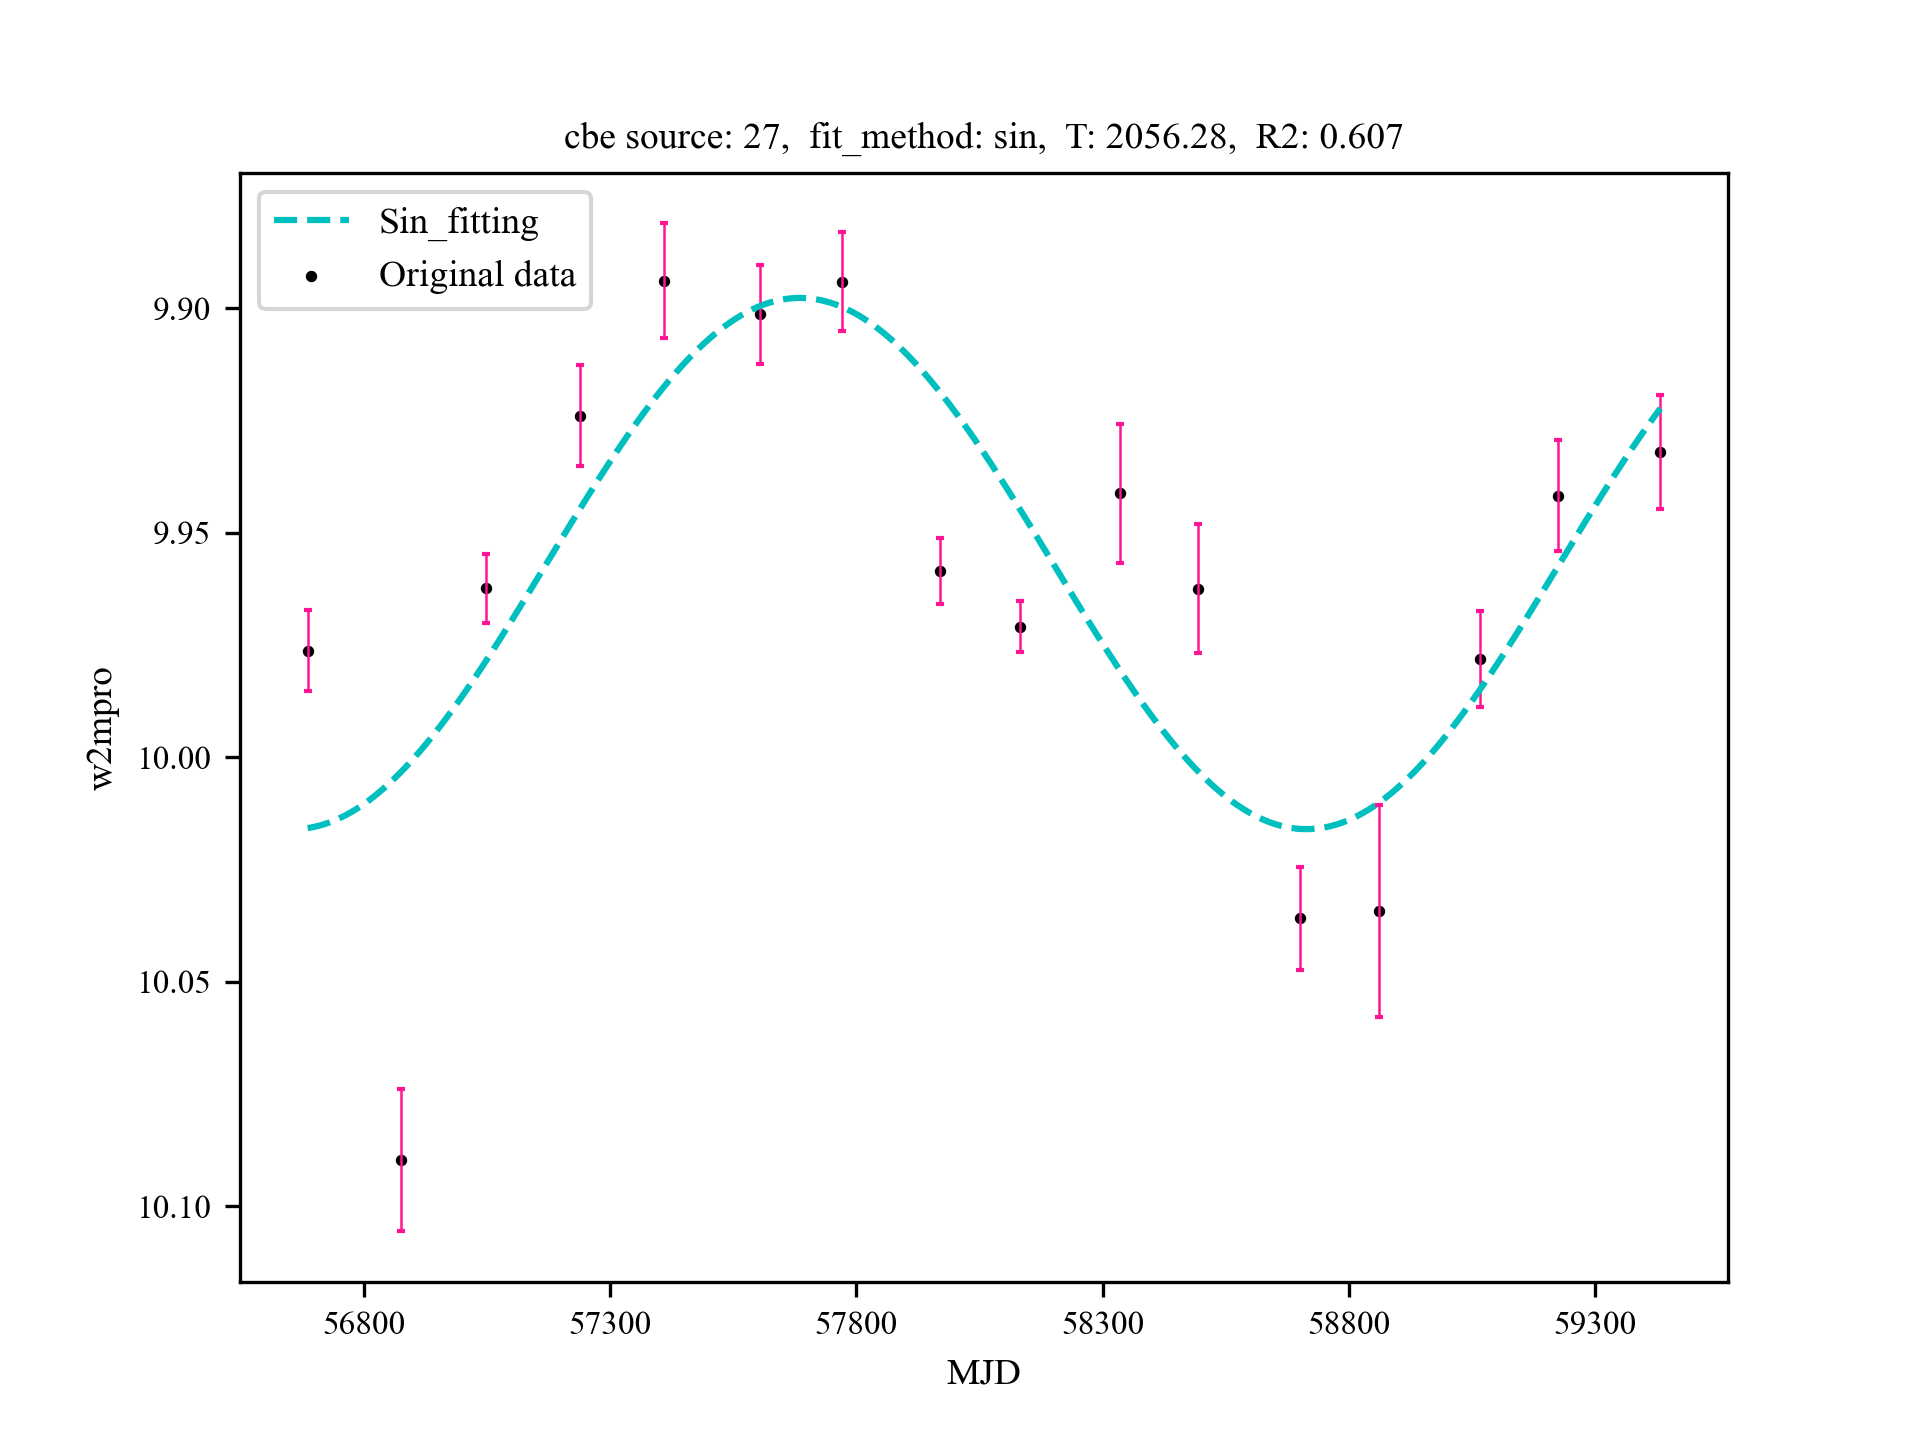 cbe source: 27,  fit_method: sin,  T: 2056.28,  R2: 0.607
Sin_fitting
Original data
9.90
9.95
10.00
10.05
10.10
w2mpro
56800 57300 57800 58300 58800 59300
MJD